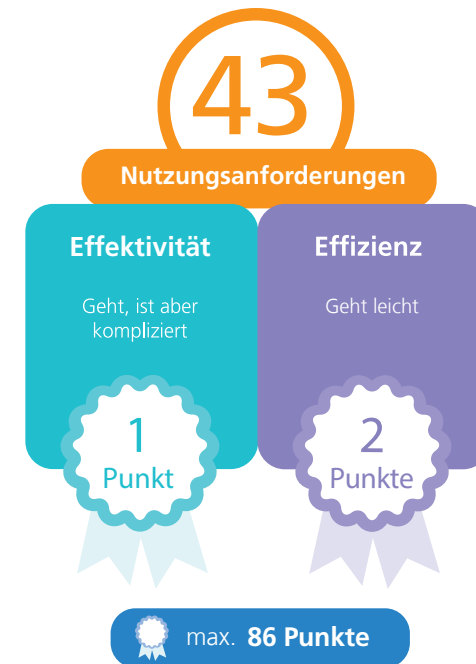 43
Nutzungsanforderungen
Effektivität
Geht, ist aber
kompliziert
1
Punkt
Effizienz
Geht leicht
2
Punkte
max. 86 Punkte